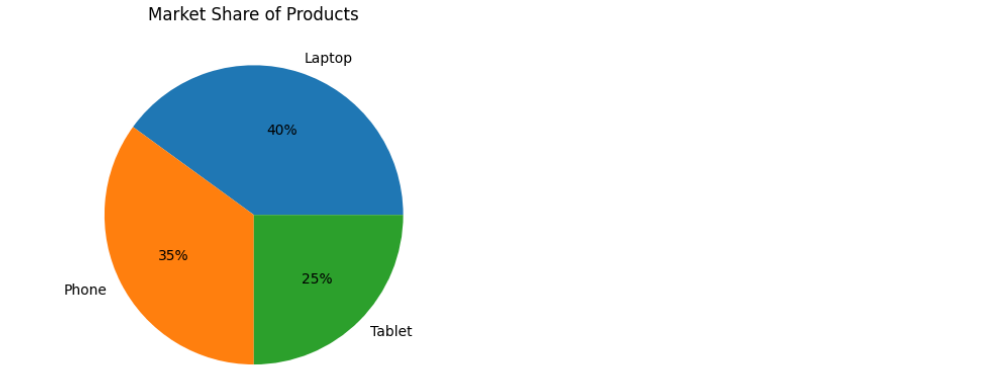 Market Share of Products
Laptop
40%
35%
25%
Phone
Tablet